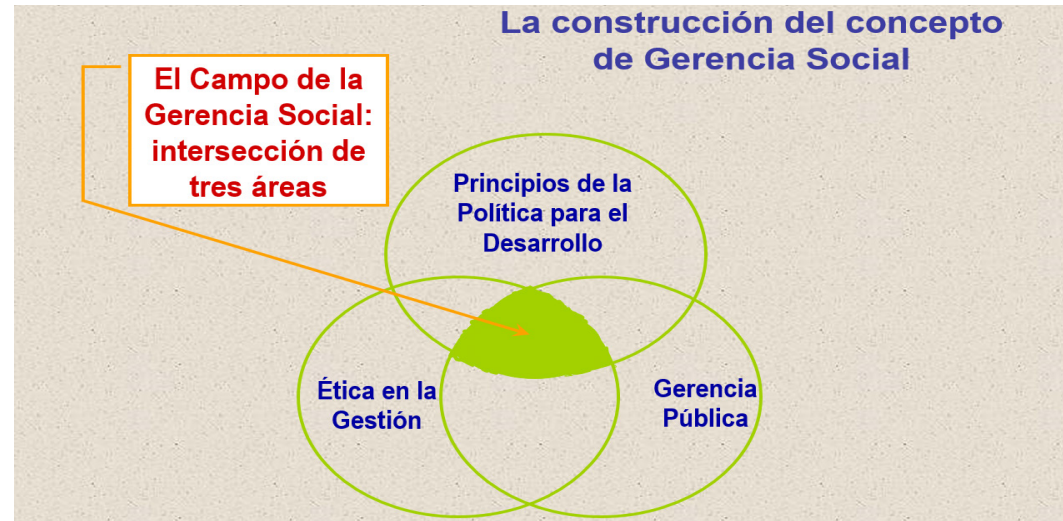 La construcción del concepto
de Gerencia Social
El Campo de la
Gerencia Social:
intersección de
tres áreas
Principios de la
Política para el
Desarrollo
Ética en la
Gestión
Gerencia
Pública